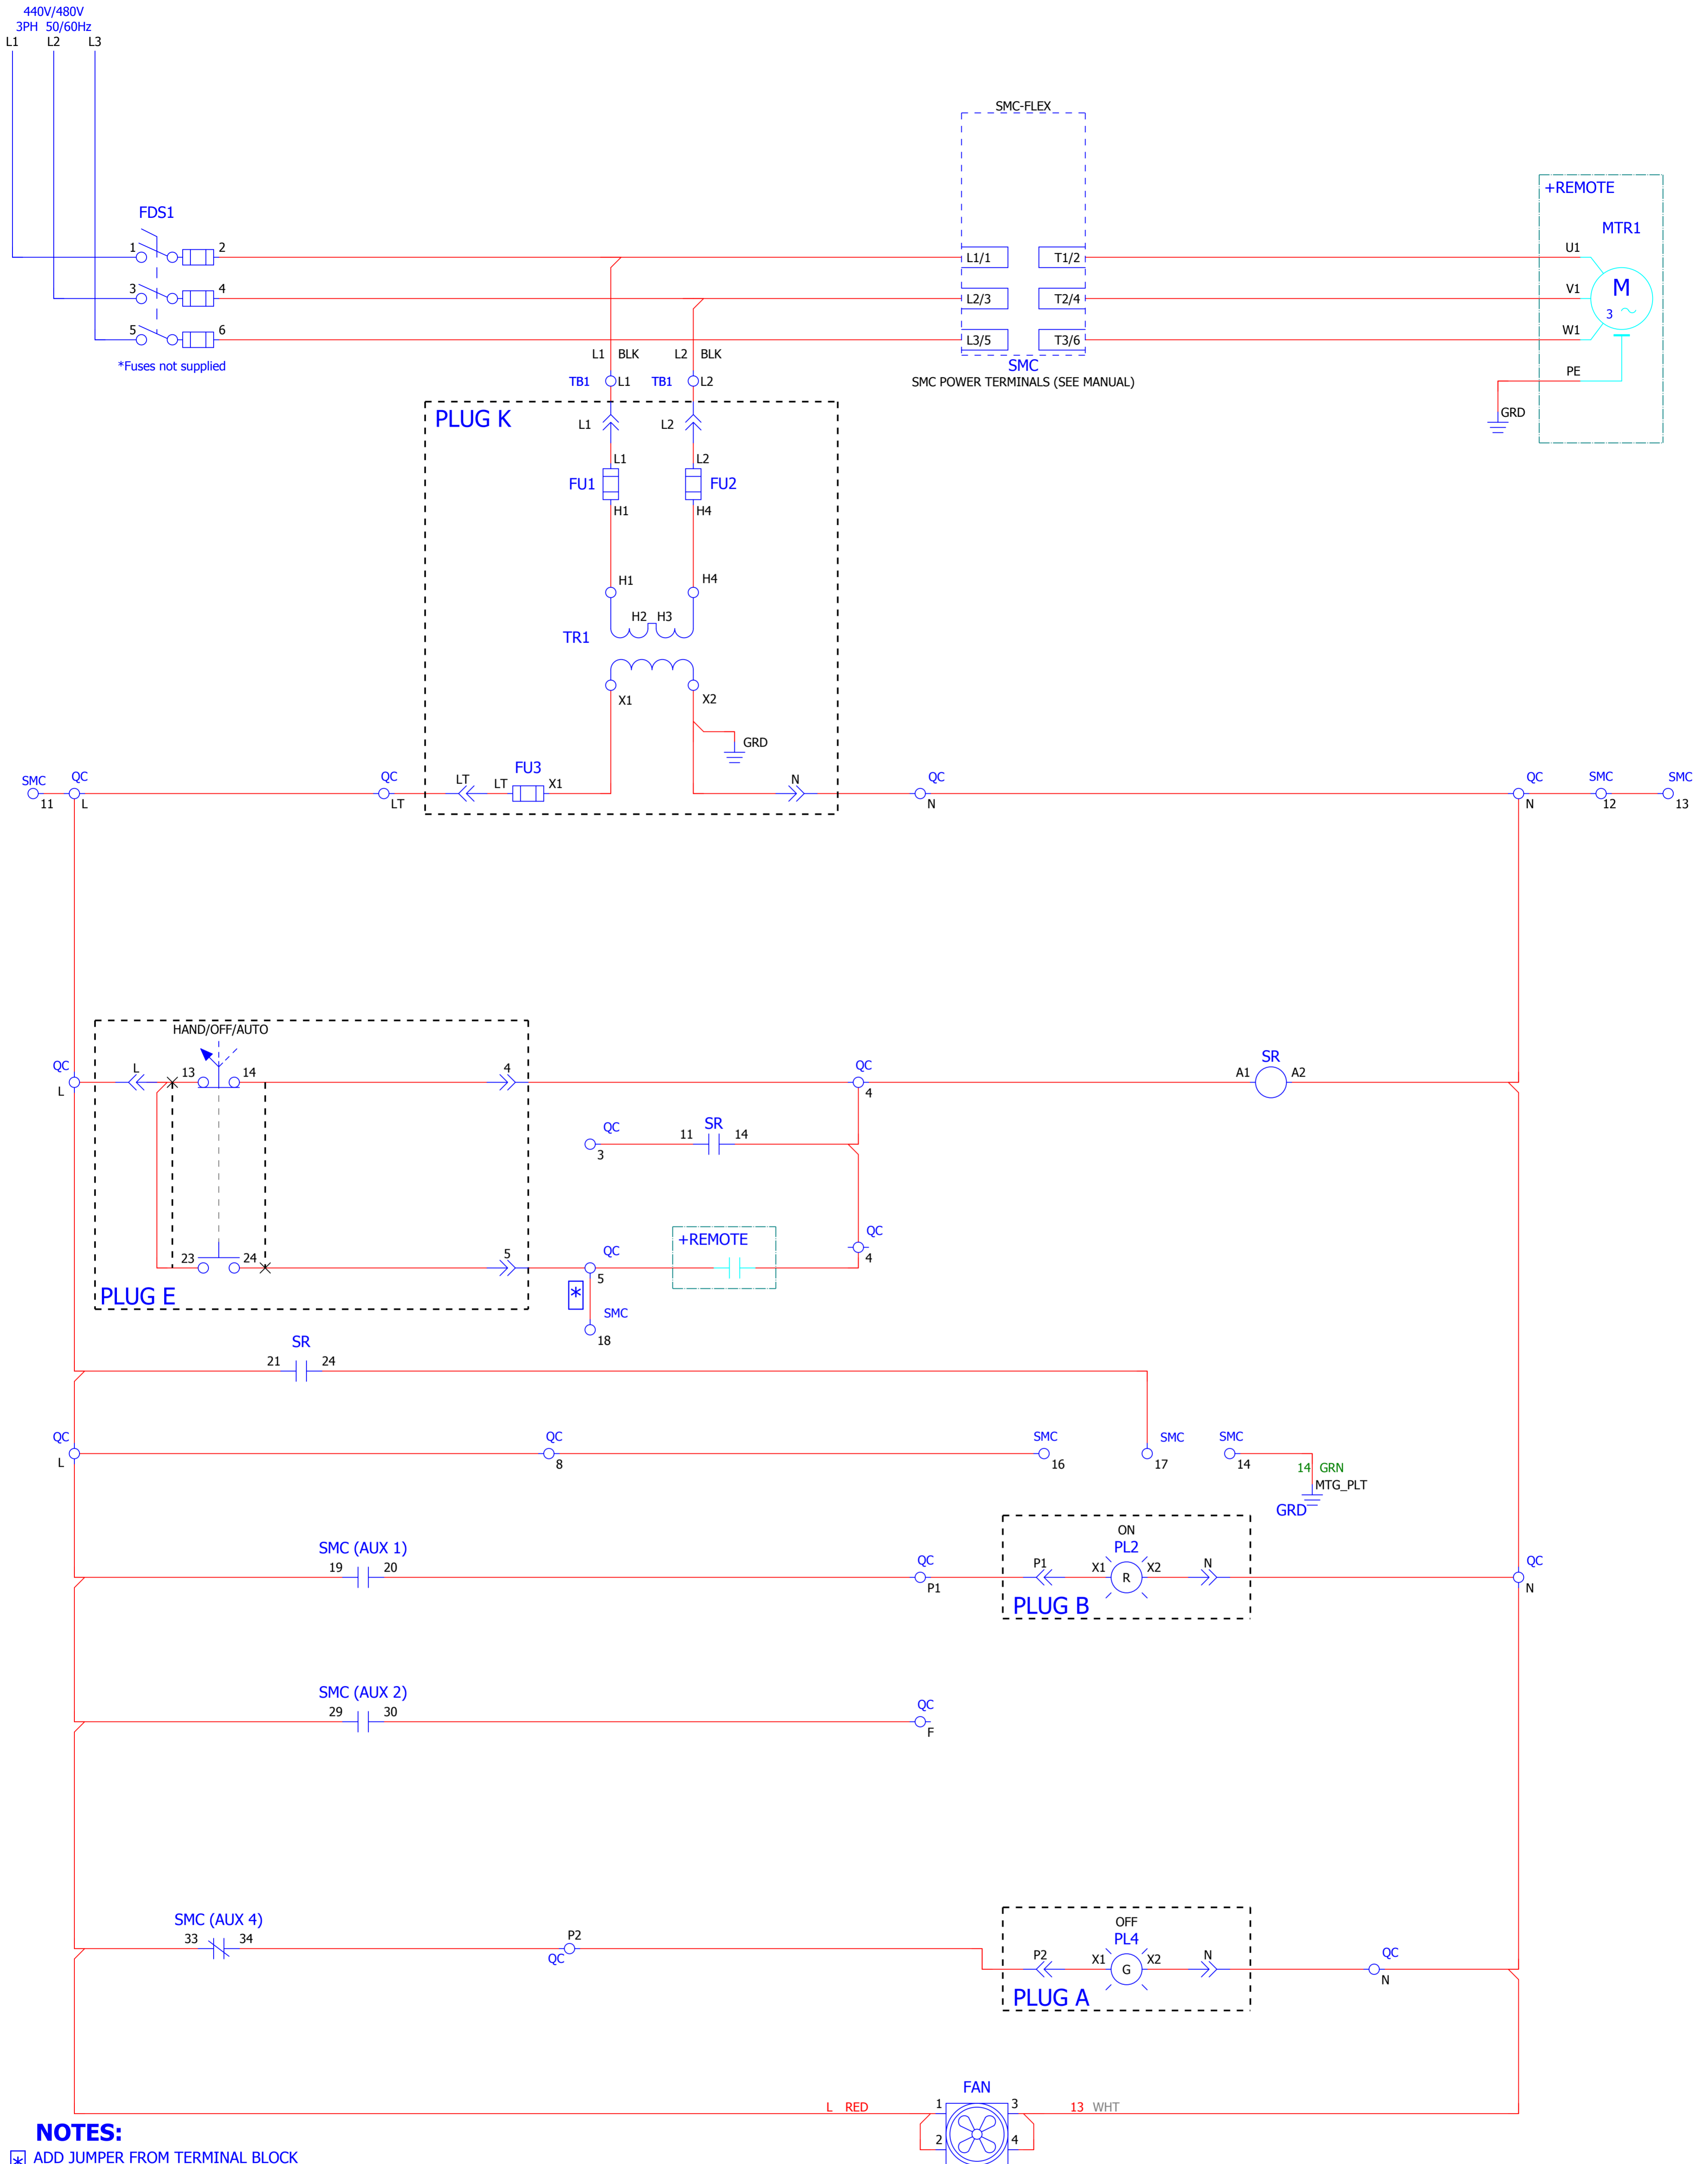 440V/480V
3PH 50/60Hz
L1 L2 L3
SMC-FLEX
+REMOTE
FDS1
MTR1
1 2 L1/1 T1/2 U1
3 4 L2/3 T2/4 V1
M
3
5 6 L3/5 T3/6 W1
*Fuses not supplied
L1 BLK L2 BLK
SMC
SMC POWER TERMINALS (SEE MANUAL)
PE
TB1 L1 TB1 L2
GRD
PLUG K
L1 L2
L1 L2
FU1 FU2
H1 H4
H1 H4
H2 H3
TR1
X1 X2
GRD
FU3
SMC QC QC LT LT X1 N QC QC SMC SMC
11 L LT N N 12 13
HAND/OFF/AUTO
QC L 13 14 4 QC SR
A1 A2
L 4
QC SR
11 14
3
+REMOTE
QC
23 24 5 QC 4
5
PLUG E
*
SMC
18
SR
21 24
QC QC SMC SMC SMC
L 8 16 17 14
14 GRN
MTG_PLT
GRD
ON
SMC (AUX 1) PL2
19 20 QC P1 X1 R X2 N QC
P1 N
PLUG B
SMC (AUX 2)
29 30 QC
F
SMC (AUX 4) OFF
33 34 P2 PL4
QC
P2 X1 G X2 N QC
N
PLUG A
FAN
L RED 1 3 13 WHT
2 4
NOTES:
* ADD JUMPER FROM TERMINAL BLOCK